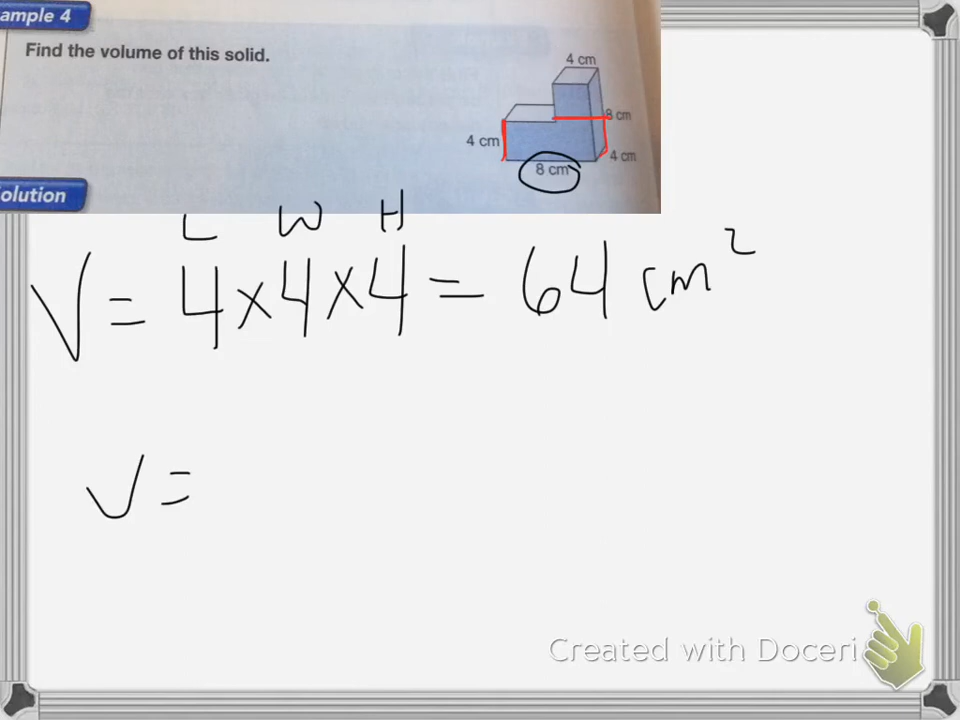 ample 4
Find the volume of this solid.
4 cm
8 cm
4 cm
4 cm
8 cm
olution
L W H
V = 4 x 4 x 4 = 64 cm²
V =
Created with Doceri